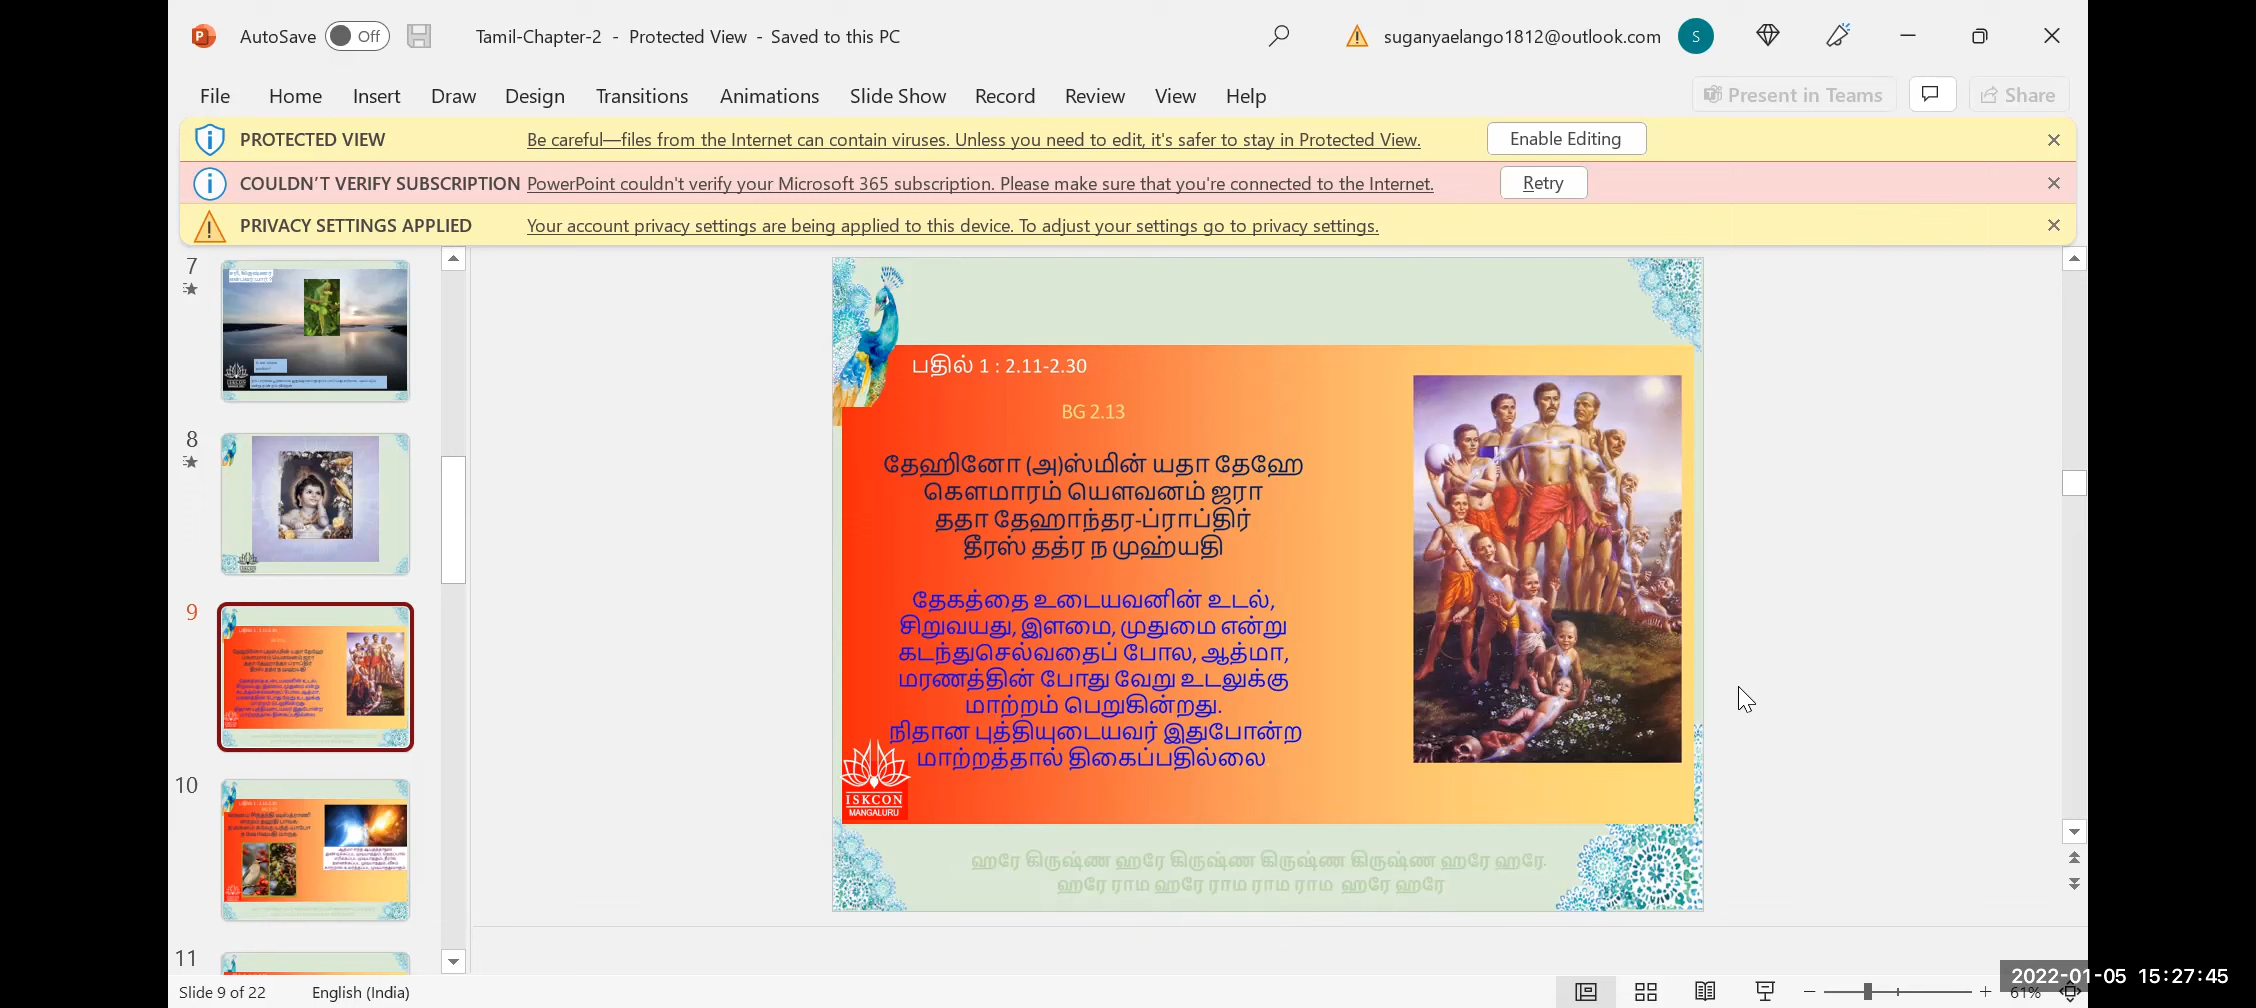 AutoSave Off Tamil-Chapter-2 - Protected View - Saved to this PC suganyaelango1812@outlook.com S
File Home Insert Draw Design Transitions Animations Slide Show Record Review View Help Present in Teams Share
PROTECTED VIEW Be careful—files from the Internet can contain viruses. Unless you need to edit, it's safer to stay in Protected View. Enable Editing
COULDN'T VERIFY SUBSCRIPTION PowerPoint couldn't verify your Microsoft 365 subscription. Please make sure that you're connected to the Internet. Retry
PRIVACY SETTINGS APPLIED Your account privacy settings are being applied to this device. To adjust your settings go to privacy settings.
7
8
9
10
11
பதில் 1 : 2.11-2.30
BG 2.13
தேஹினோ (அ)ஸ்மின் யதா தேஹே
கௌமாரம் யௌவனம் ஜரா
ததா தேஹாந்தர-ப்ராப்திர்
தீரஸ் தத்ர ந முஹ்யதி
தேகத்தை உடையவனின் உடல்,
சிறுவயது, இளமை, முதுமை என்று
கடந்துசெல்வதைப் போல, ஆத்மா,
மரணத்தின் போது வேறு உடலுக்கு
மாற்றம் பெறுகின்றது.
நிதான புத்தியுடையவர் இதுபோன்ற
மாற்றத்தால் திகைப்பதில்லை
ISKCON
MANGALURU
ஹரே கிருஷ்ண ஹரே கிருஷ்ண கிருஷ்ண கிருஷ்ண ஹரே ஹரே.
ஹரே ராம ஹரே ராம ராம ராம ஹரே ஹரே
Slide 9 of 22 English (India) 61%
2022-01-05 15:27:45